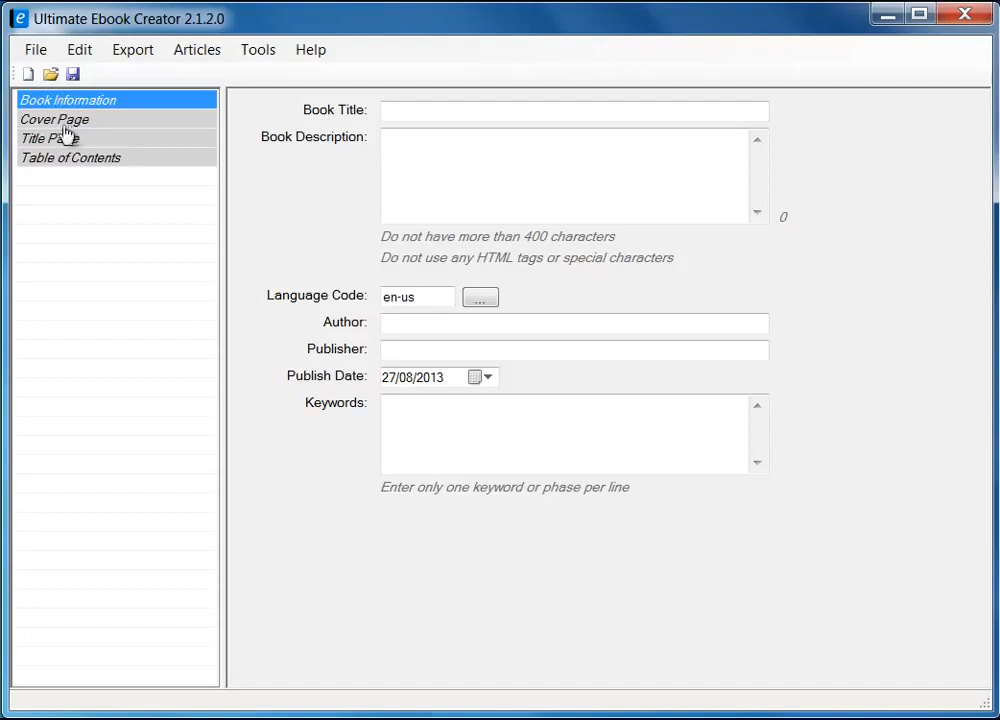 Ultimate Ebook Creator 2.1.2.0
File Edit Export Articles Tools Help
Book Information
Cover Page
Title Page
Table of Contents
Book Title:
Book Description:
0
Do not have more than 400 characters
Do not use any HTML tags or special characters
Language Code: en-us ...
Author:
Publisher:
Publish Date: 27/08/2013
Keywords:
Enter only one keyword or phase per line